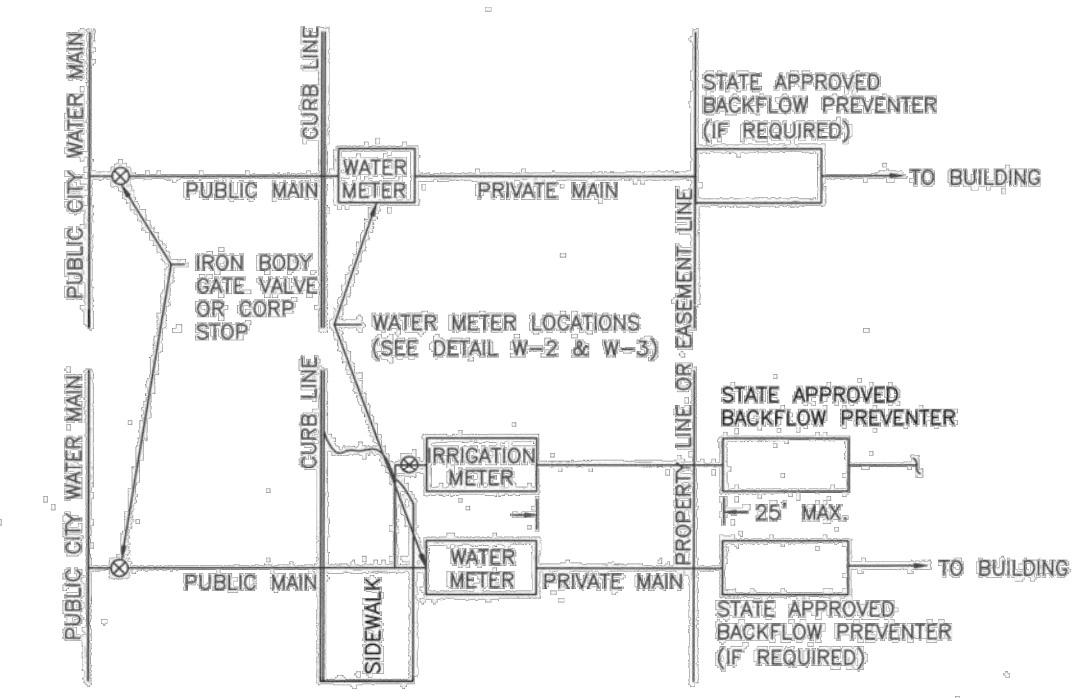 PUBLIC CITY WATER MAIN
CURB LINE
STATE APPROVED
BACKFLOW PREVENTER
(IF REQUIRED)
WATER
METER
PUBLIC MAIN
PRIVATE MAIN
TO BUILDING
IRON BODY
GATE VALVE
OR CORP
STOP
WATER METER LOCATIONS
(SEE DETAIL W-2 & W-3)
PROPERTY LINE OR EASEMENT LINE
PUBLIC CITY WATER MAIN
CURB LINE
STATE APPROVED
BACKFLOW PREVENTER
IRRIGATION
METER
25' MAX.
WATER
METER
PUBLIC MAIN
PRIVATE MAIN
TO BUILDING
SIDEWALK
STATE APPROVED
BACKFLOW PREVENTER
(IF REQUIRED)